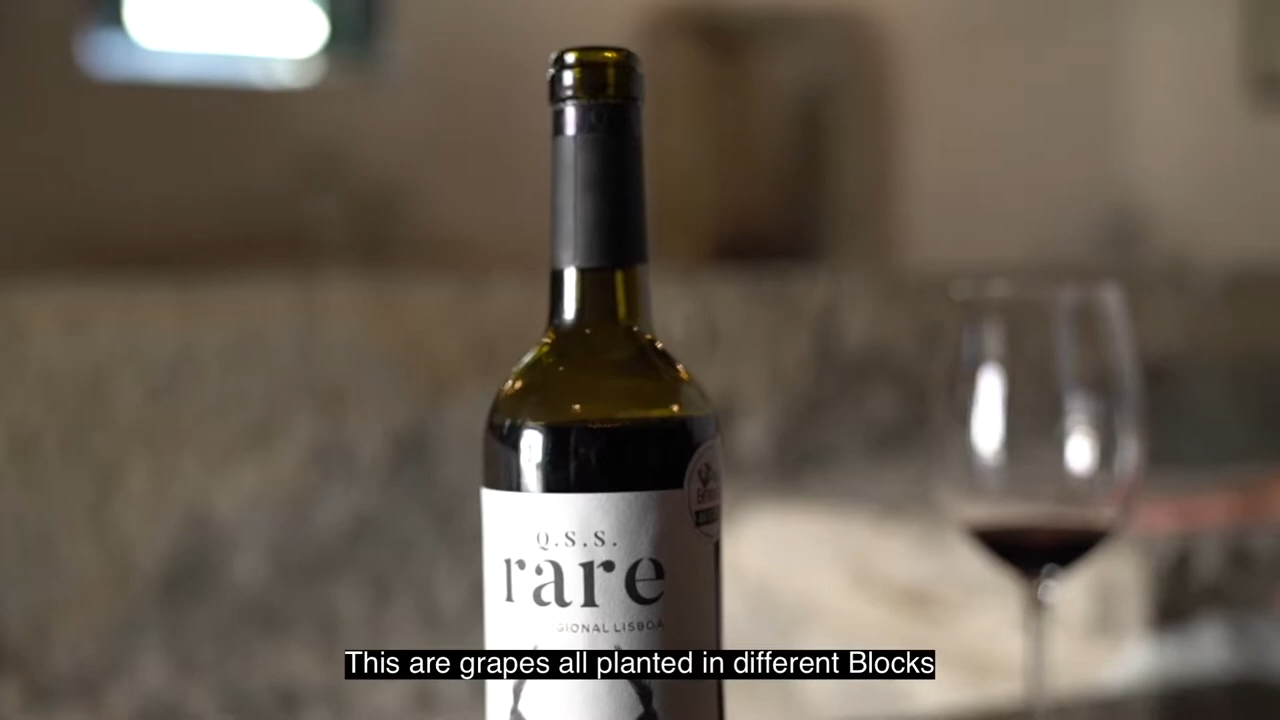 Q.S.S.
rare
GIONAL LISBOA
This are grapes all planted in different Blocks